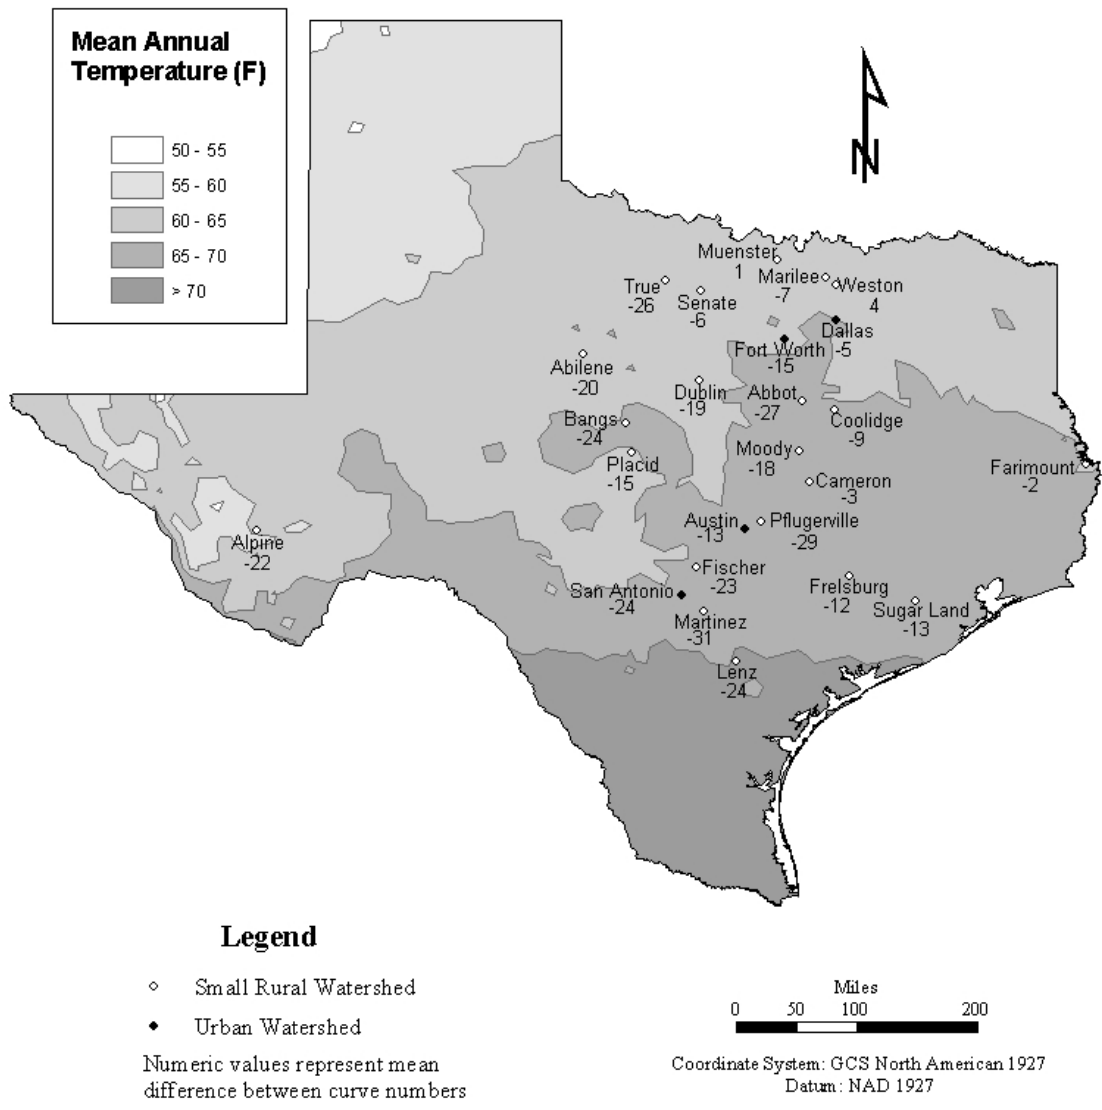 Mean Annual
Temperature (F)
50 - 55
55 - 60
60 - 65
65 - 70
> 70
N
Muenster
1
Marilee
-7
Weston
4
True
-26
Senate
-6
Dallas
-5
Fort Worth
-15
Abilene
-20
Dublin
-19
Abbot
-27
Coolidge
-9
Bangs
-24
Moody
-18
Placid
-15
Farimount
-2
Cameron
-3
Austin
-13
Pflugerville
-29
Alpine
-22
Fischer
-23
San Antonio
-24
Frelsburg
-12
Sugar Land
-13
Martinez
-31
Lenz
-24
Legend
Small Rural Watershed
Urban Watershed
Numeric values represent mean
difference between curve numbers
Miles
0 50 100 200
Coordinate System: GCS North American 1927
Datum: NAD 1927